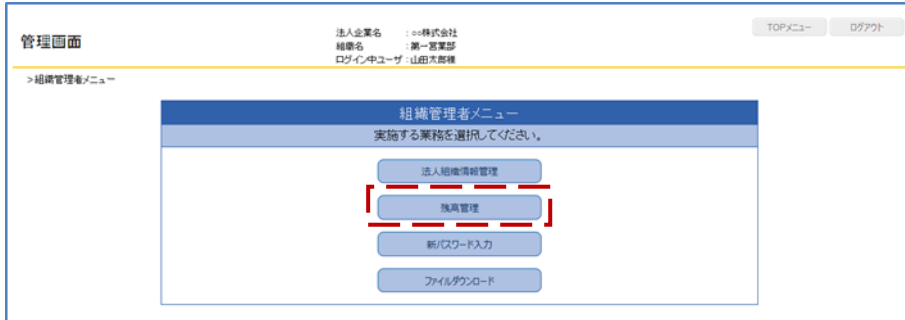 管理画面
法人企業名 :○○株式会社
組織名 :第一営業部
ログイン中ユーザ:山田太郎様
TOPメニュー
ログアウト
>組織管理者メニュー
組織管理者メニュー
実施する業務を選択してください。
法人組織情報管理
残高管理
新パスワード入力
ファイルダウンロード